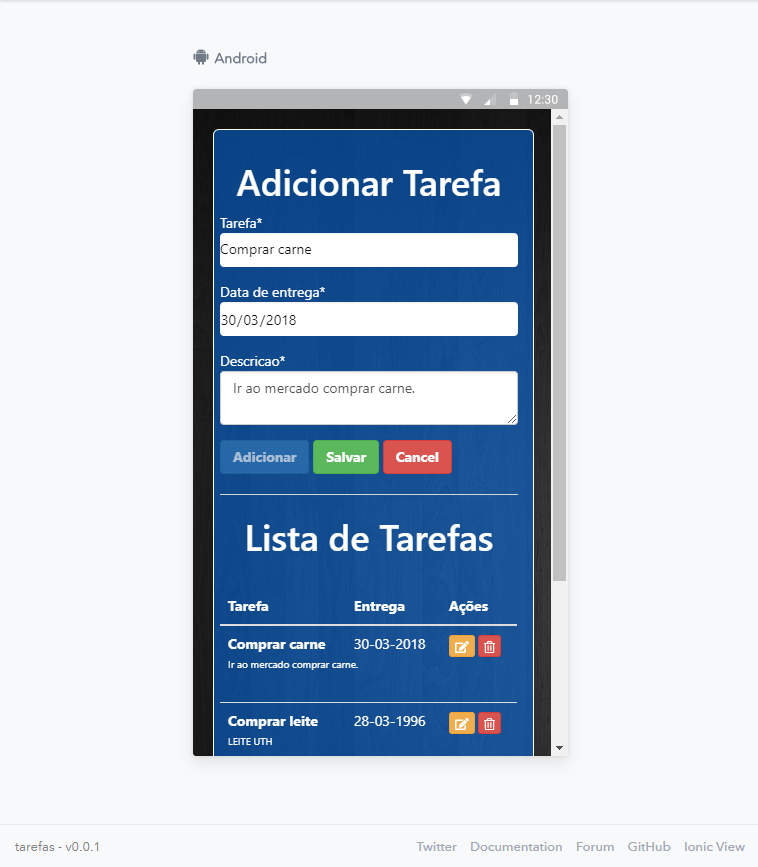 Android
12:30
Adicionar Tarefa
Tarefa*
Comprar carne
Data de entrega*
30/03/2018
Descricao*
Ir ao mercado comprar carne.
Adicionar Salvar Cancel
Lista de Tarefas
Tarefa Entrega Ações
Comprar carne 30-03-2018
Ir ao mercado comprar carne.
Comprar leite 28-03-1996
LEITE UTH
tarefas - v0.0.1 Twitter Documentation Forum GitHub Ionic View